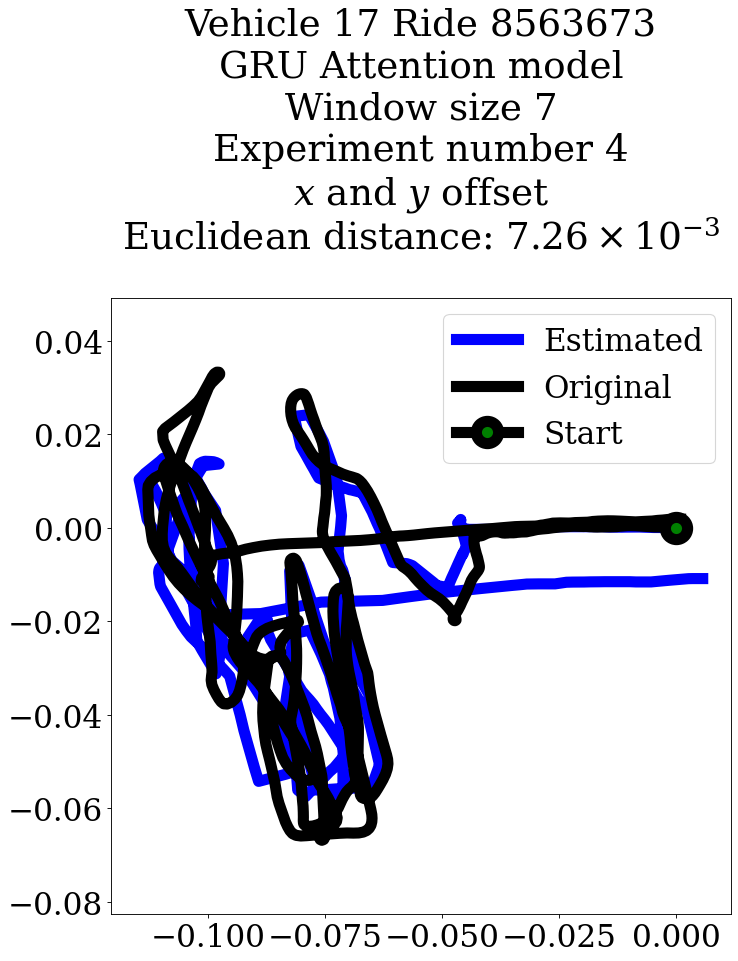 Vehicle 17 Ride 8563673
GRU Attention model
Window size 7
Experiment number 4
x and y offset
Euclidean distance: 7.26 × 10⁻³
Estimated
Original
Start
0.04
0.02
0.00
−0.02
−0.04
−0.06
−0.08
−0.100 −0.075 −0.050 −0.025 0.000